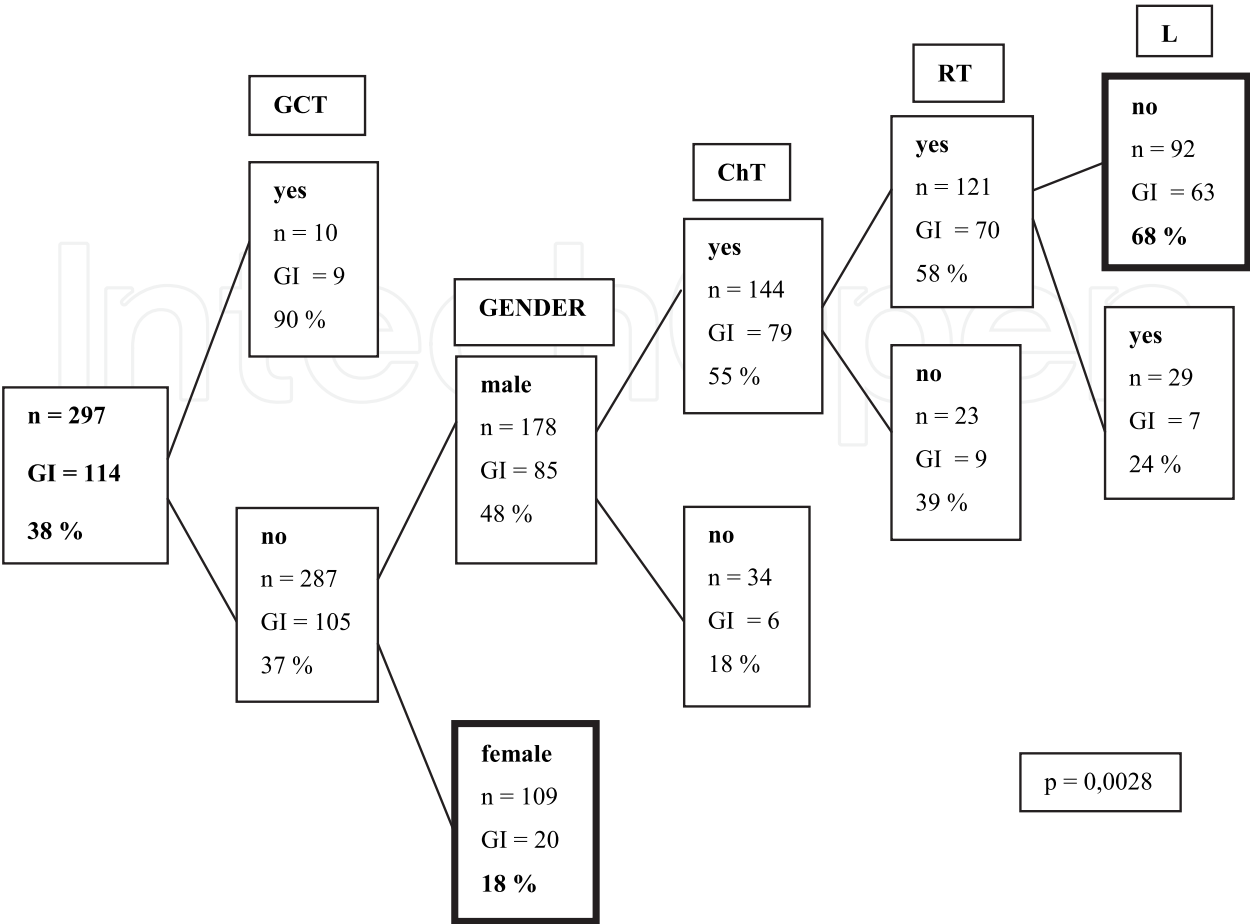 n = 297
GI = 114
38 %
GCT
yes
n = 10
GI = 9
90 %
no
n = 287
GI = 105
37 %
GENDER
male
n = 178
GI = 85
48 %
female
n = 109
GI = 20
18 %
ChT
yes
n = 144
GI = 79
55 %
no
n = 34
GI = 6
18 %
RT
yes
n = 121
GI = 70
58 %
no
n = 23
GI = 9
39 %
L
no
n = 92
GI = 63
68 %
yes
n = 29
GI = 7
24 %
p = 0,0028
IntechOpen